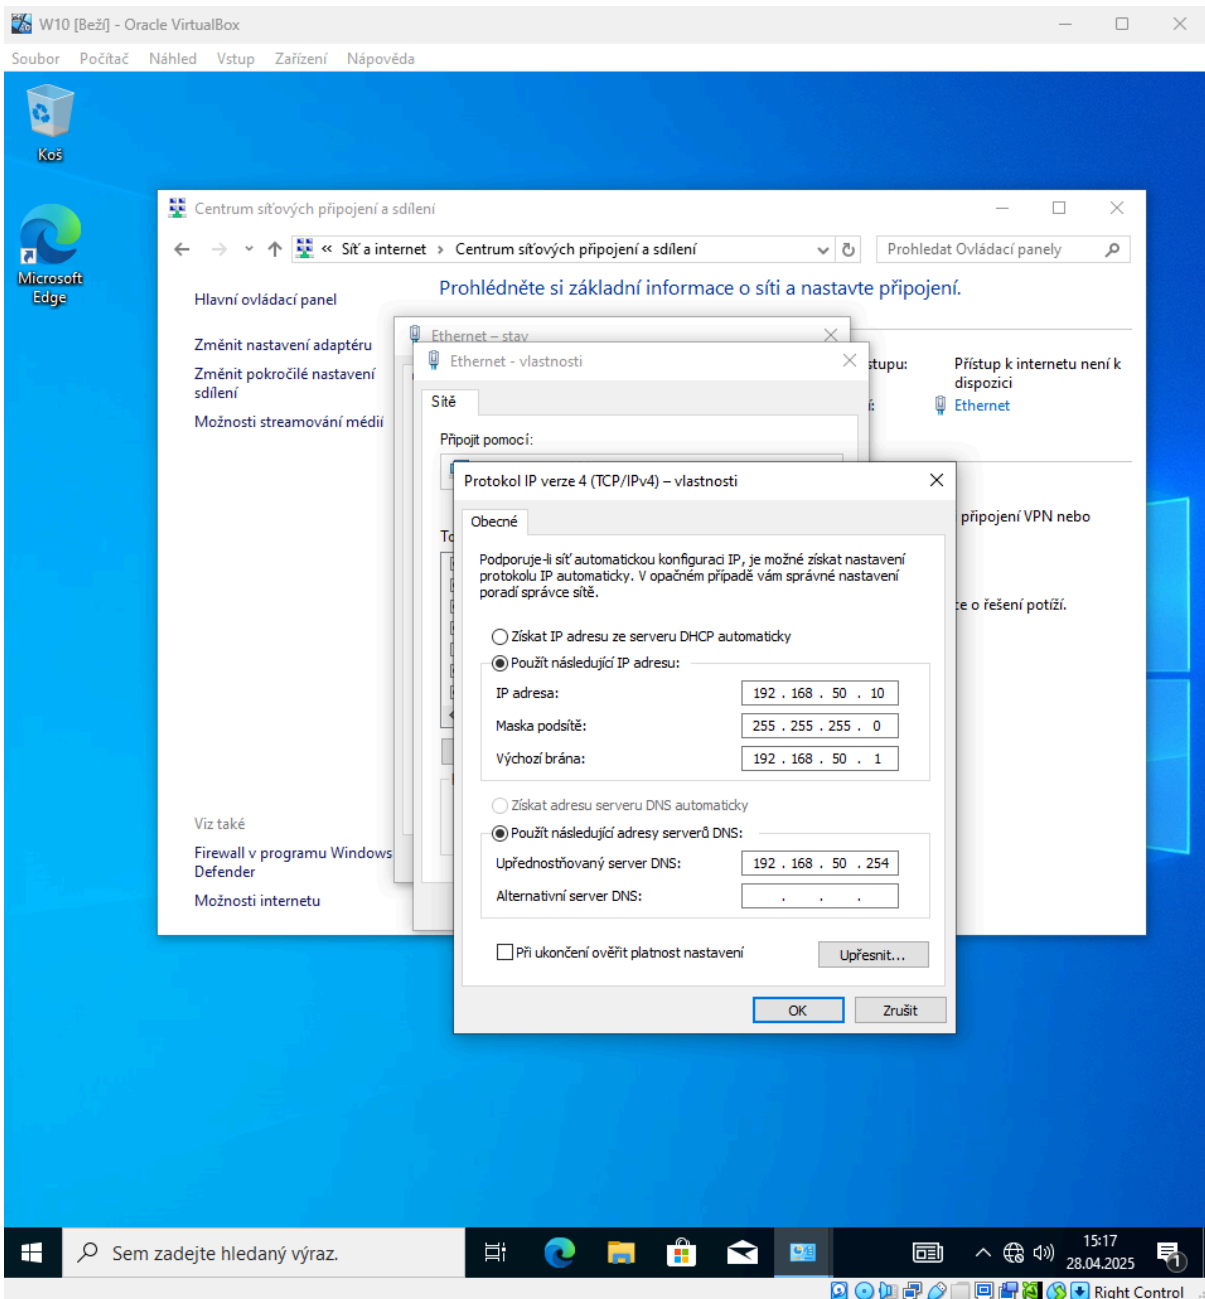 W10 [Beží] - Oracle VirtualBox
Soubor Počítač Náhled Vstup Zařízení Nápověda
Koš
Microsoft
Edge
Centrum síťových připojení a sdílení
« Síť a internet › Centrum síťových připojení a sdílení
Prohledat Ovládací panely
Hlavní ovládací panel
Změnit nastavení adaptéru
Změnit pokročilé nastavení
sdílení
Možnosti streamování médií
Viz také
Firewall v programu Windows
Defender
Možnosti internetu
Prohlédněte si základní informace o síti a nastavte připojení.
stupu:
Přístup k internetu není k
dispozici
í:
Ethernet
připojení VPN nebo
ce o řešení potíží.
Ethernet – stav
Ethernet - vlastnosti
Sítě
Připojit pomocí:
Protokol IP verze 4 (TCP/IPv4) – vlastnosti
Obecné
Podporuje-li síť automatickou konfiguraci IP, je možné získat nastavení
protokolu IP automaticky. V opačném případě vám správné nastavení
poradí správce sítě.
Získat IP adresu ze serveru DHCP automaticky
Použít následující IP adresu:
IP adresa: 192 . 168 . 50 . 10
Maska podsítě: 255 . 255 . 255 . 0
Výchozí brána: 192 . 168 . 50 . 1
Získat adresu serveru DNS automaticky
Použít následující adresy serverů DNS:
Upřednostňovaný server DNS: 192 . 168 . 50 . 254
Alternativní server DNS: . . .
Při ukončení ověřit platnost nastavení
Upřesnit...
OK Zrušit
Sem zadejte hledaný výraz.
15:17
28.04.2025
1
Right Control